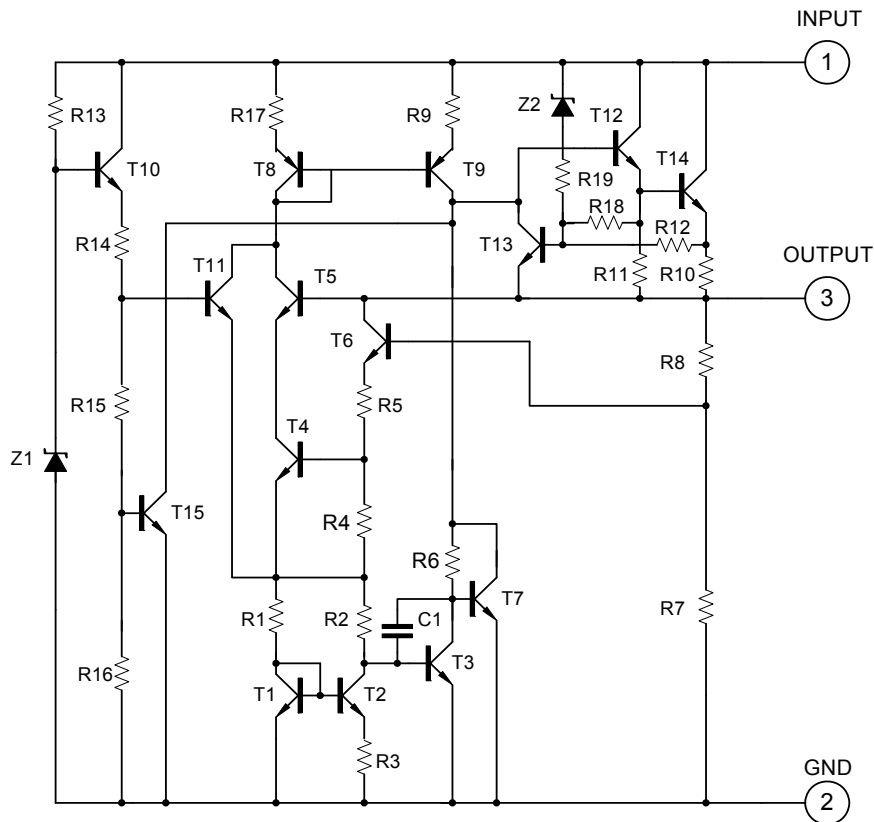 INPUT
1
R13
R17
R9
Z2
T12
T10
T8
T9
T14
R19
R18
R14
T13
R12
T11
T5
R11
R10
OUTPUT
3
T6
R8
R15
R5
T4
Z1
T15
R4
R6
T7
R1
R2
C1
R7
R16
T3
T1
T2
R3
GND
2